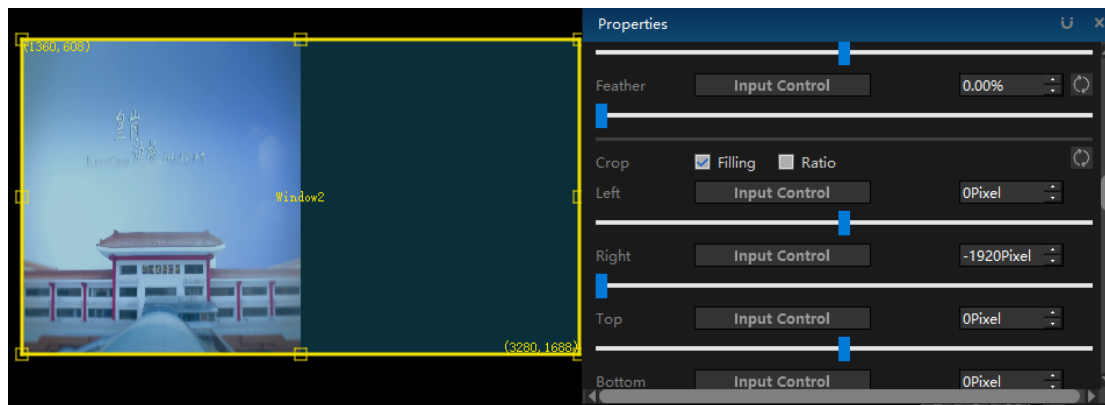 Properties
(1360, 608)
Feather
Input Control
0.00%
Crop
Filling
Ratio
Left
Input Control
0Pixel
Window2
Right
Input Control
-1920Pixel
Top
Input Control
0Pixel
(3280, 1688)
Bottom
Input Control
0Pixel